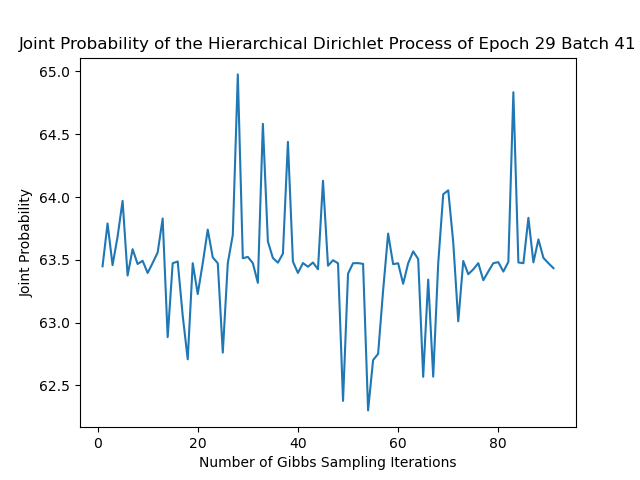 Joint Probability of the Hierarchical Dirichlet Process of Epoch 29 Batch 41
65.0
64.5
64.0
63.5
63.0
62.5
Joint Probability
0 20 40 60 80
Number of Gibbs Sampling Iterations